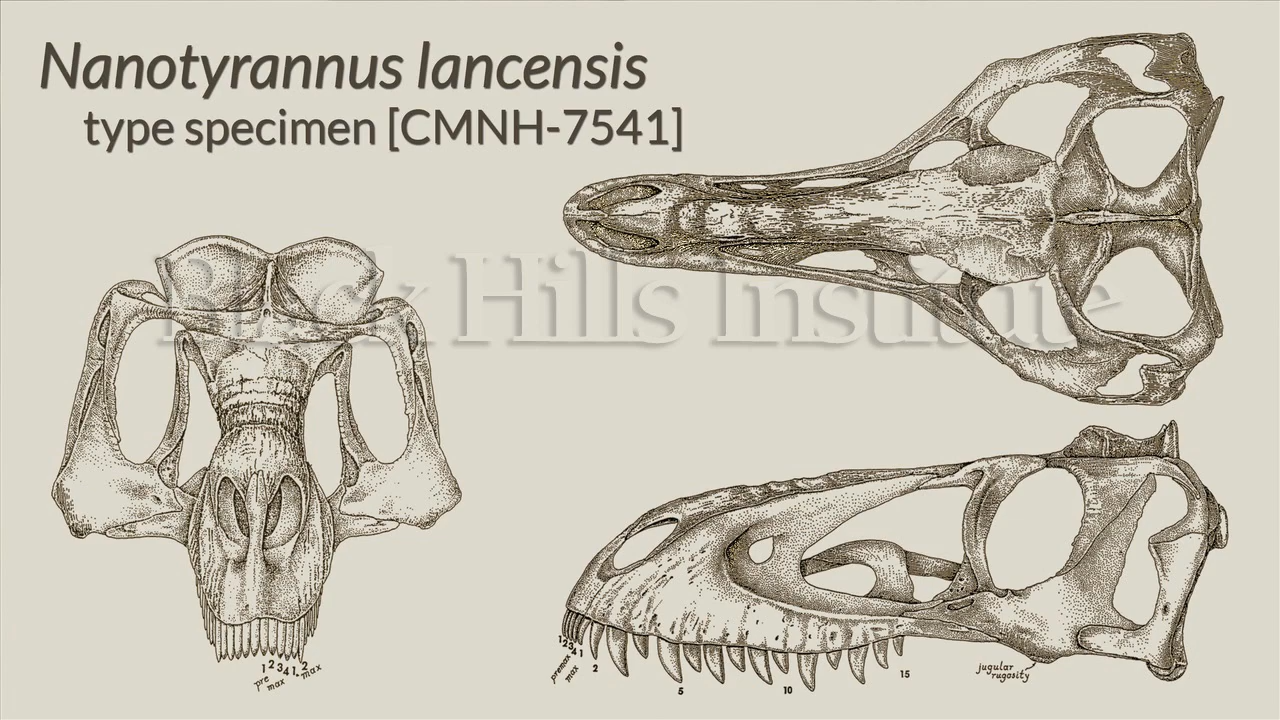 Nanotyrannus lancensis
type specimen [CMNH-7541]
Black Hills Institute
1 2 3 4 1. 2
pre max
max
1 2 3 4 1
premax
max
2
5
10
15
jugular
rugosity